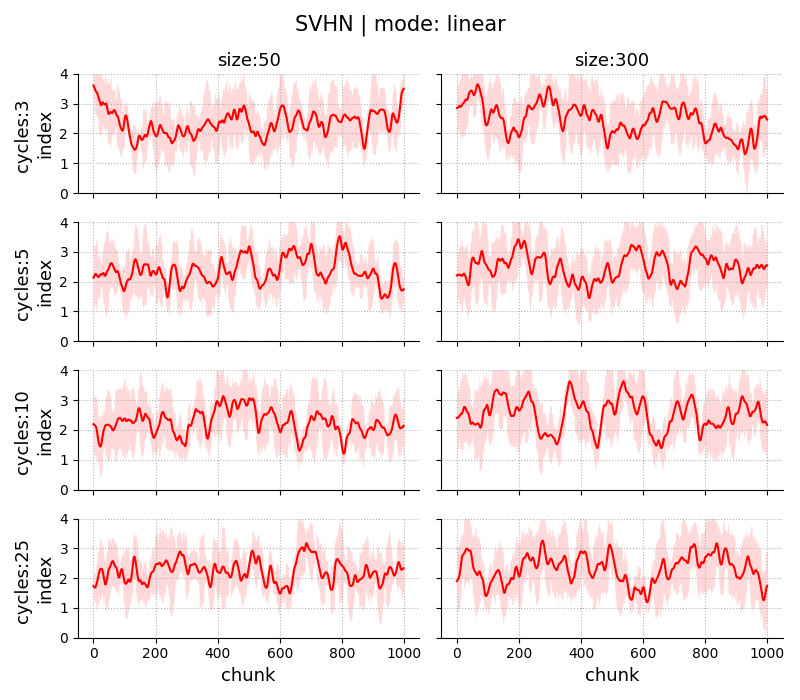 SVHN | mode: linear
size:50
size:300
cycles:3
index
4
3
2
1
0
cycles:5
index
4
3
2
1
0
cycles:10
index
4
3
2
1
0
cycles:25
index
4
3
2
1
0
0 200 400 600 800 1000
0 200 400 600 800 1000
chunk
chunk